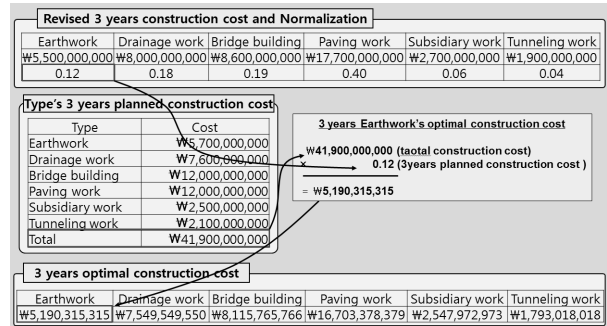 Revised 3 years construction cost and Normalization
Earthwork Drainage work Bridge building Paving work Subsidiary work Tunneling work
₩5,500,000,000 ₩8,000,000,000 ₩8,600,000,000 ₩17,700,000,000 ₩2,700,000,000 ₩1,900,000,000
0.12 0.18 0.19 0.40 0.06 0.04
Type's 3 years planned construction cost
Type Cost
Earthwork ₩5,700,000,000
Drainage work ₩7,600,000,000
Bridge building ₩12,000,000,000
Paving work ₩12,000,000,000
Subsidiary work ₩2,500,000,000
Tunneling work ₩2,100,000,000
Total ₩41,900,000,000
3 years Earthwork's optimal construction cost
₩41,900,000,000 (taotal construction cost)
× 0.12 (3years planned construction cost )
= ₩5,190,315,315
3 years optimal construction cost
Earthwork Drainage work Bridge building Paving work Subsidiary work Tunneling work
₩5,190,315,315 ₩7,549,549,550 ₩8,115,765,766 ₩16,703,378,379 ₩2,547,972,973 ₩1,793,018,018